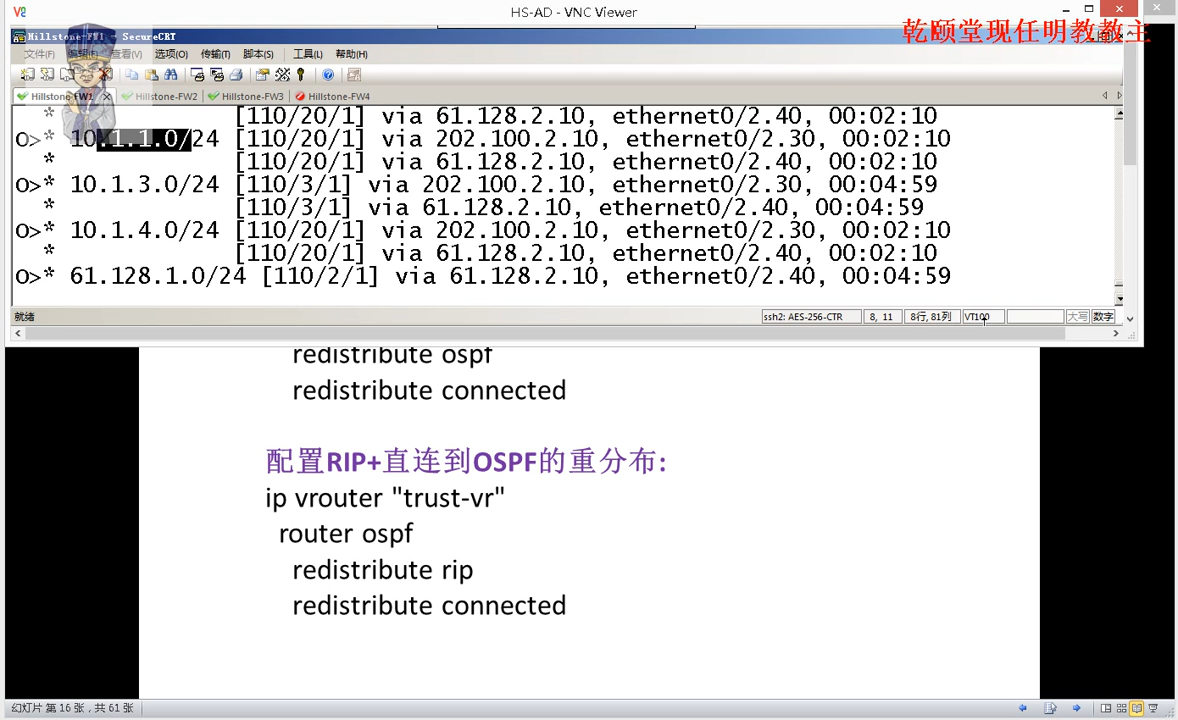 HS-AD - VNC Viewer
乾颐堂现任明教教主
Hillstone-FW1 - SecureCRT
文件(F) 编辑(E) 查看(V) 选项(O) 传输(T) 脚本(S) 工具(L) 帮助(H)
Hillstone-FW1 Hillstone-FW2 Hillstone-FW3 Hillstone-FW4
* [110/20/1] via 61.128.2.10, ethernet0/2.40, 00:02:10
O>* 10.1.1.0/24 [110/20/1] via 202.100.2.10, ethernet0/2.30, 00:02:10
* [110/20/1] via 61.128.2.10, ethernet0/2.40, 00:02:10
O>* 10.1.3.0/24 [110/3/1] via 202.100.2.10, ethernet0/2.30, 00:04:59
* [110/3/1] via 61.128.2.10, ethernet0/2.40, 00:04:59
O>* 10.1.4.0/24 [110/20/1] via 202.100.2.10, ethernet0/2.30, 00:02:10
* [110/20/1] via 61.128.2.10, ethernet0/2.40, 00:02:10
O>* 61.128.1.0/24 [110/2/1] via 61.128.2.10, ethernet0/2.40, 00:04:59
就绪 ssh2: AES-256-CTR 8, 11 8行, 81列 VT100 大写 数字
redistribute ospf
redistribute connected
配置RIP+直连到OSPF的重分布:
ip vrouter "trust-vr"
router ospf
redistribute rip
redistribute connected
幻灯片 第 16 张，共 61 张